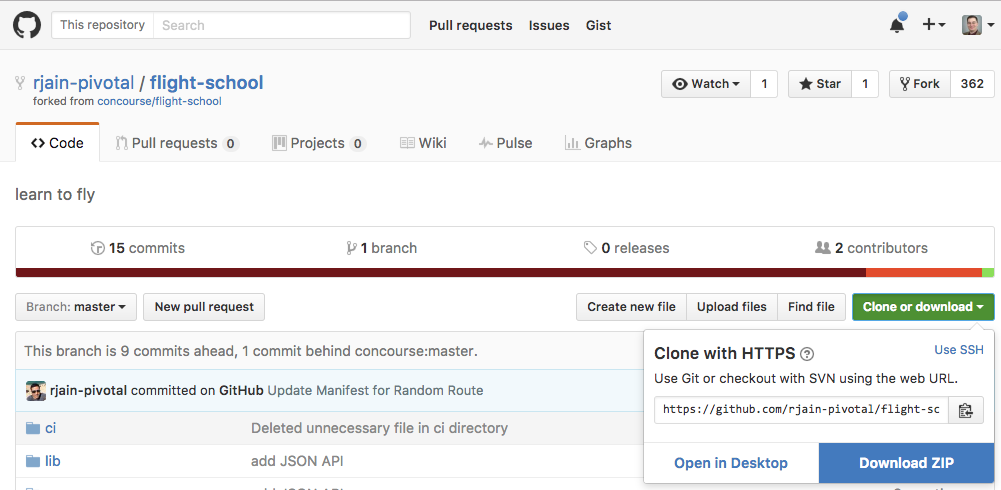 This repository Search Pull requests Issues Gist
rjain-pivotal / flight-school Watch 1 Star 1 Fork 362
forked from concourse/flight-school
Code Pull requests 0 Projects 0 Wiki Pulse Graphs
learn to fly
15 commits 1 branch 0 releases 2 contributors
Branch: master New pull request Create new file Upload files Find file Clone or download
This branch is 9 commits ahead, 1 commit behind concourse:master.
rjain-pivotal committed on GitHub Update Manifest for Random Route
ci Deleted unnecessary file in ci directory
lib add JSON API
Clone with HTTPS ? Use SSH
Use Git or checkout with SVN using the web URL.
https://github.com/rjain-pivotal/flight-sc
Open in Desktop Download ZIP